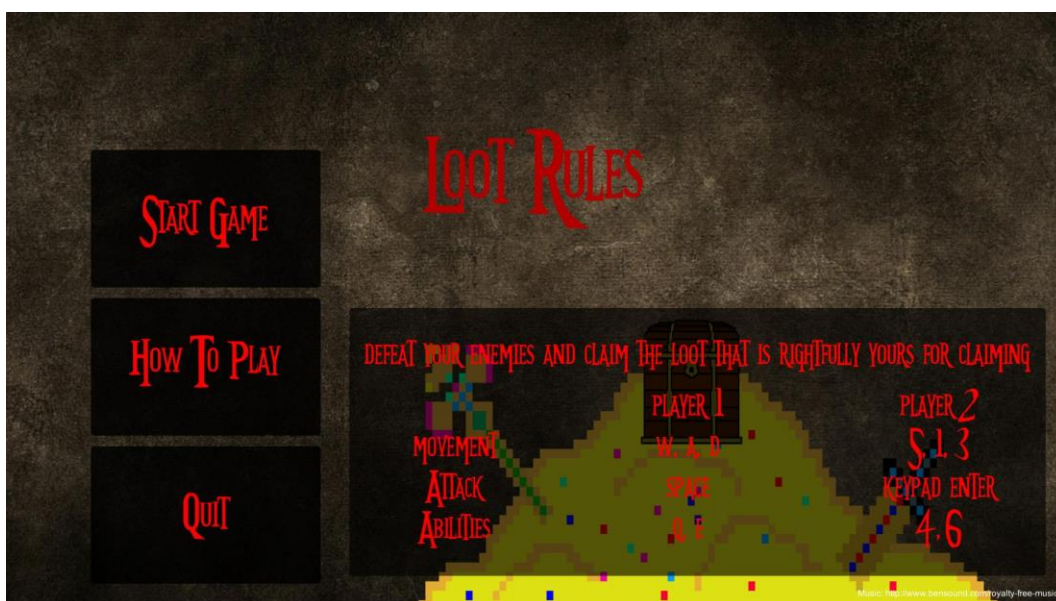 Loot Rules
Start Game
How To Play
Quit
DEFEAT YOUR ENEMIES AND CLAIM THE LOOT THAT IS RIGHTFULLY YOURS FOR CLAIMING
PLAYER 1 PLAYER 2
MOVEMENT W, A, D 5, 1, 3
ATTACK SPACE KEYPAD ENTER
ABILITIES Q, 4, 6
Music: http://www.bensound.com/royalty-free-musi